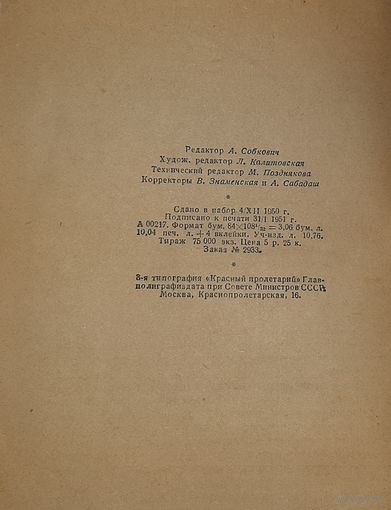 Редактор А. Собкович
Худож. редактор Л. Калитовская
Технический редактор М. Позднякова
Корректоры В. Знаменская и А. Сабадаш
*
Сдано в набор 4/XII 1950 г.
Подписано к печати 31/I 1951 г.
А 00217. Формат бум. 84×108¹/₃₂ = 3,06 бум. л.
10,04 печ. л. + 4 вклейки. Уч-изд. л. 10,76.
Тираж 75 000 экз. Цена 5 р. 25 к.
Заказ № 2933.
*
3-я типография «Красный пролетарий» Глав-
полиграфиздата при Совете Министров СССР.
Москва, Краснопролетарская, 16.